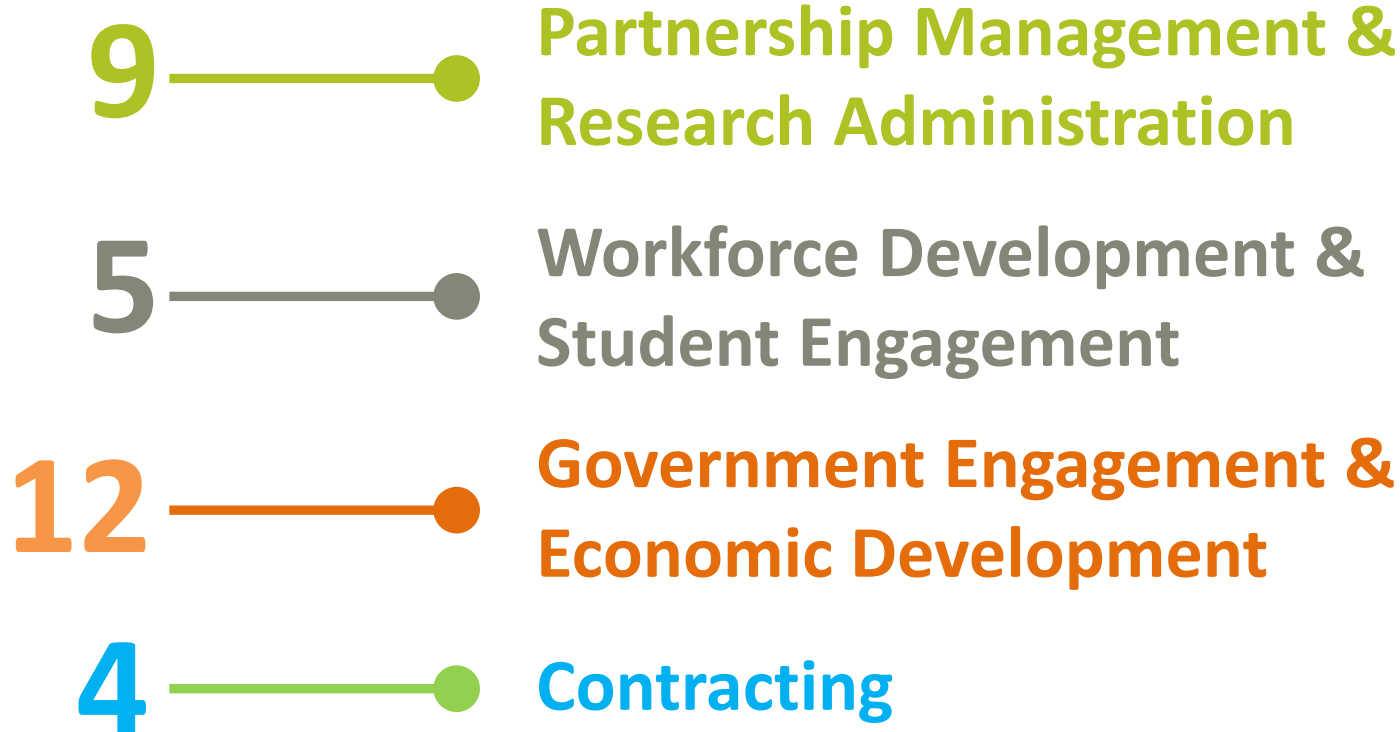 9
Partnership Management &
Research Administration
5
Workforce Development &
Student Engagement
12
Government Engagement &
Economic Development
4
Contracting